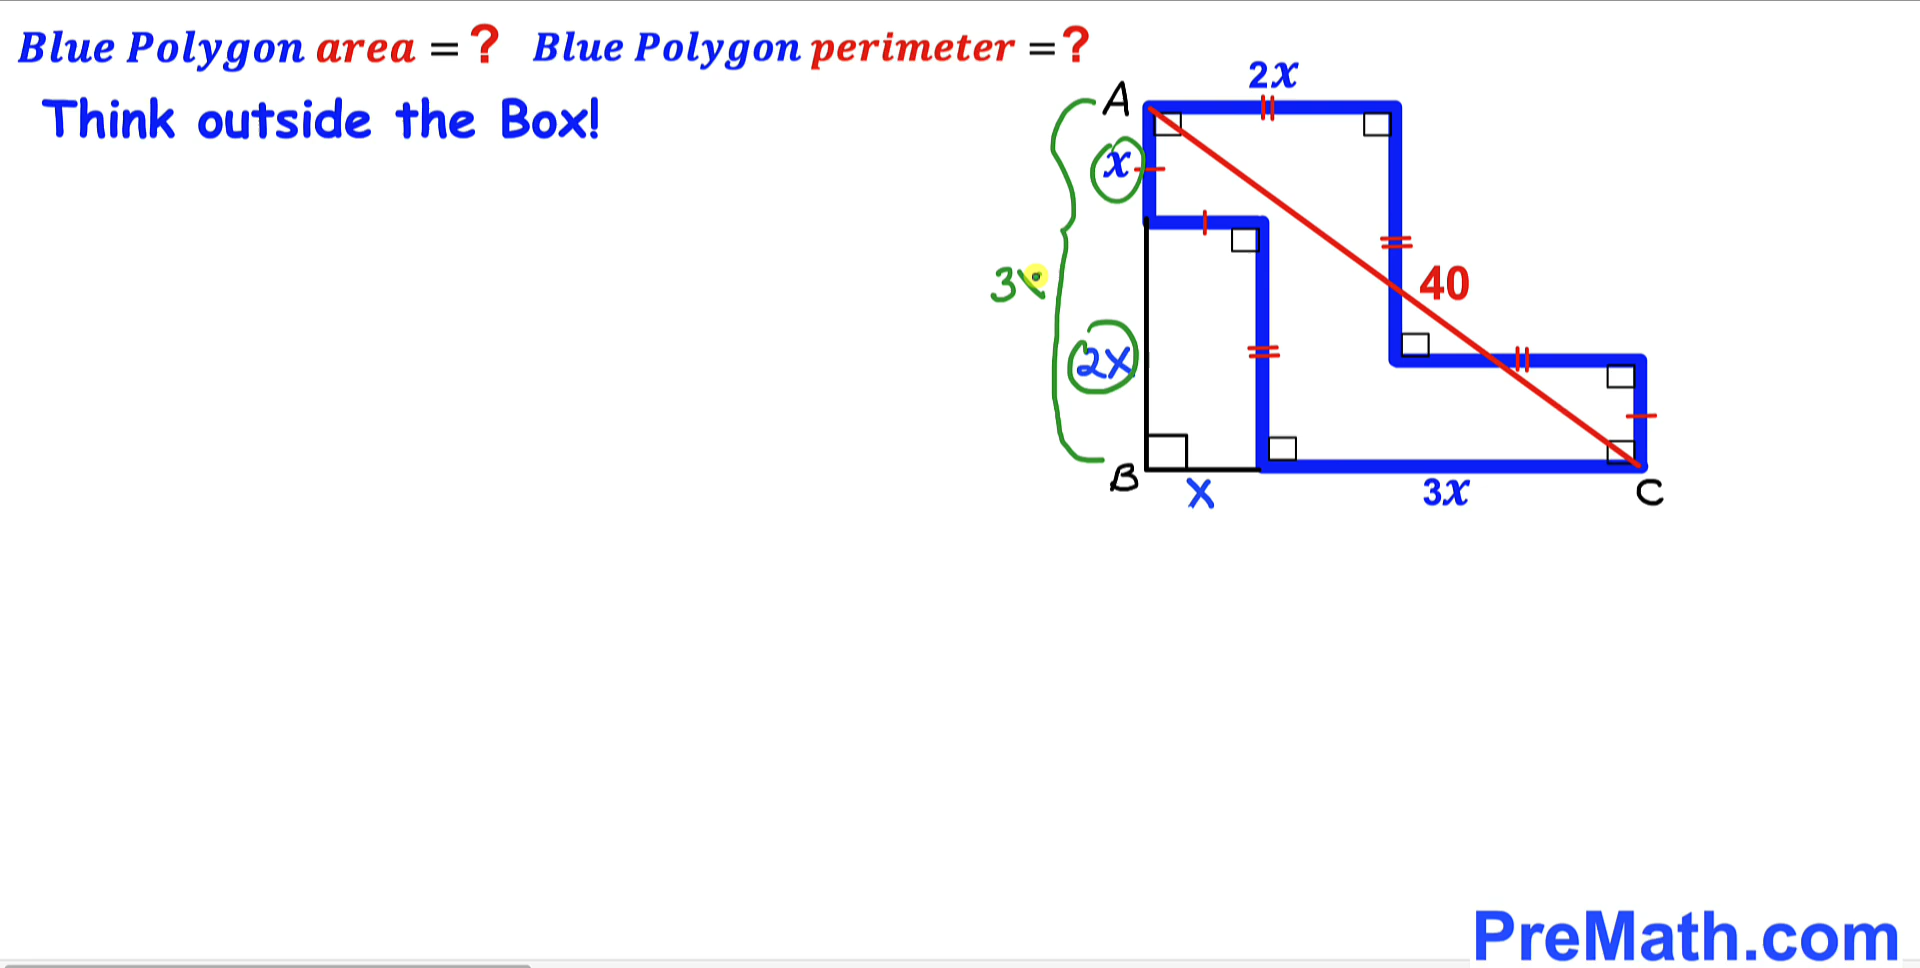 Blue Polygon area = ? Blue Polygon perimeter = ?
Think outside the Box!
2x
A
x
40
3x
2x
B
x
3x
C
PreMath.com